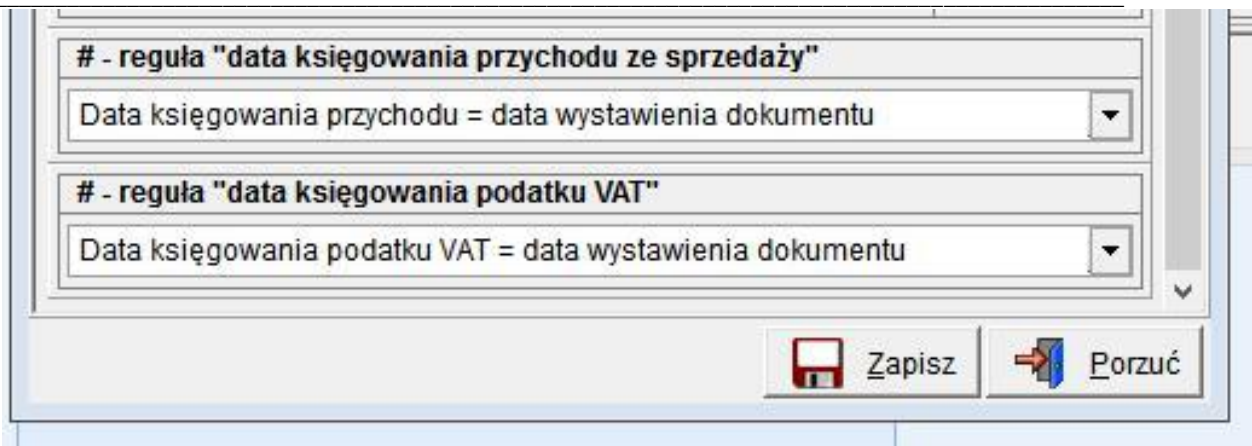 # - reguła "data księgowania przychodu ze sprzedaży"
Data księgowania przychodu = data wystawienia dokumentu
# - reguła "data księgowania podatku VAT"
Data księgowania podatku VAT = data wystawienia dokumentu
Zapisz Porzuć